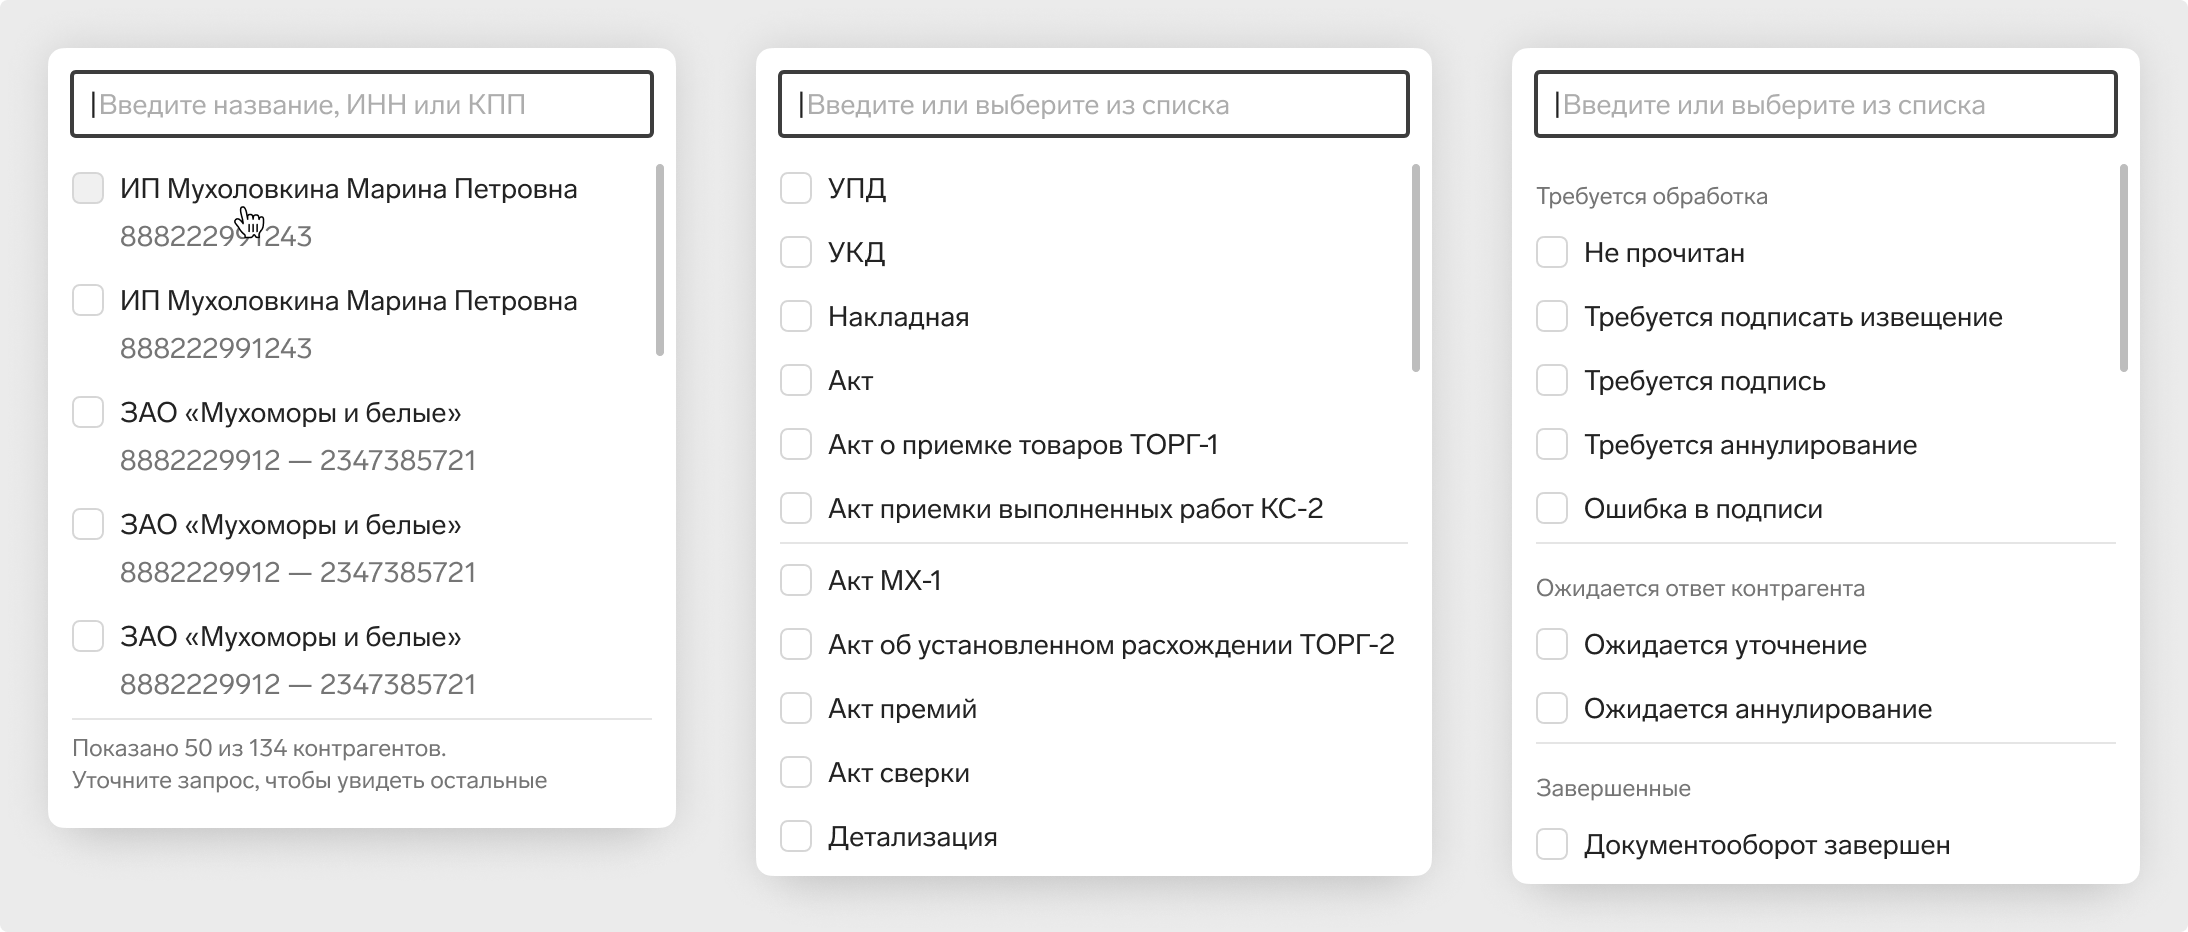 Введите название, ИНН или КПП
ИП Мухоловкина Марина Петровна
888222991243
ИП Мухоловкина Марина Петровна
888222991243
ЗАО «Мухоморы и белые»
8882229912 — 2347385721
ЗАО «Мухоморы и белые»
8882229912 — 2347385721
ЗАО «Мухоморы и белые»
8882229912 — 2347385721
Показано 50 из 134 контрагентов.
Уточните запрос, чтобы увидеть остальные
Введите или выберите из списка
УПД
УКД
Накладная
Акт
Акт о приемке товаров ТОРГ-1
Акт приемки выполненных работ КС-2
Акт МХ-1
Акт об установленном расхождении ТОРГ-2
Акт премий
Акт сверки
Детализация
Введите или выберите из списка
Требуется обработка
Не прочитан
Требуется подписать извещение
Требуется подпись
Требуется аннулирование
Ошибка в подписи
Ожидается ответ контрагента
Ожидается уточнение
Ожидается аннулирование
Завершенные
Документооборот завершен